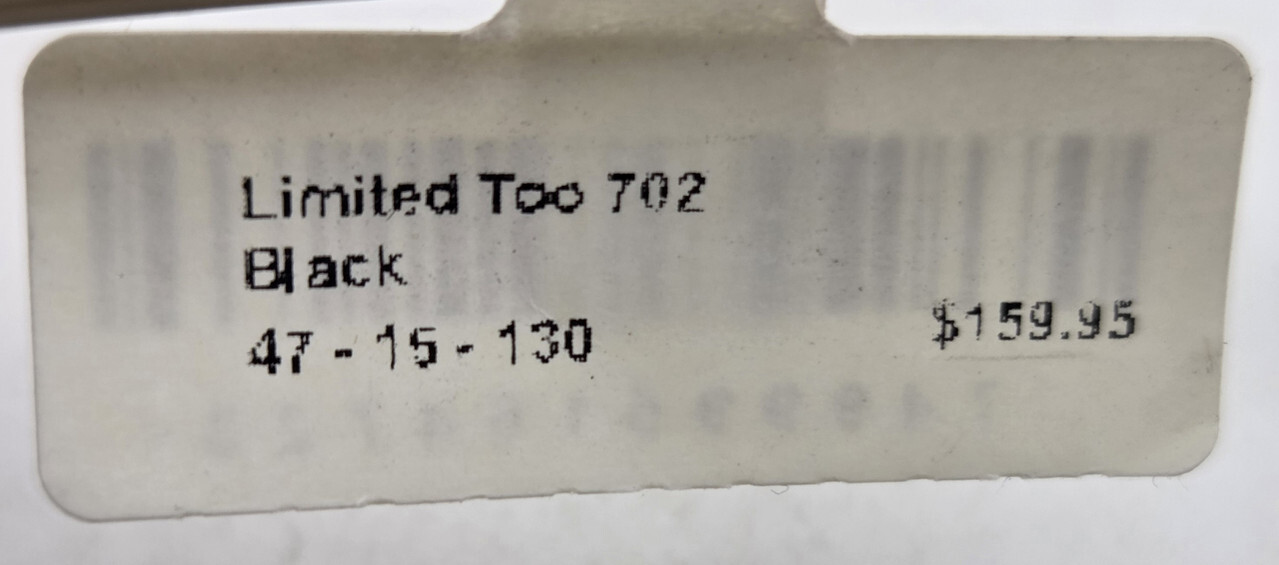 Limited Too 702
Black
47 - 15 - 130
$159.95